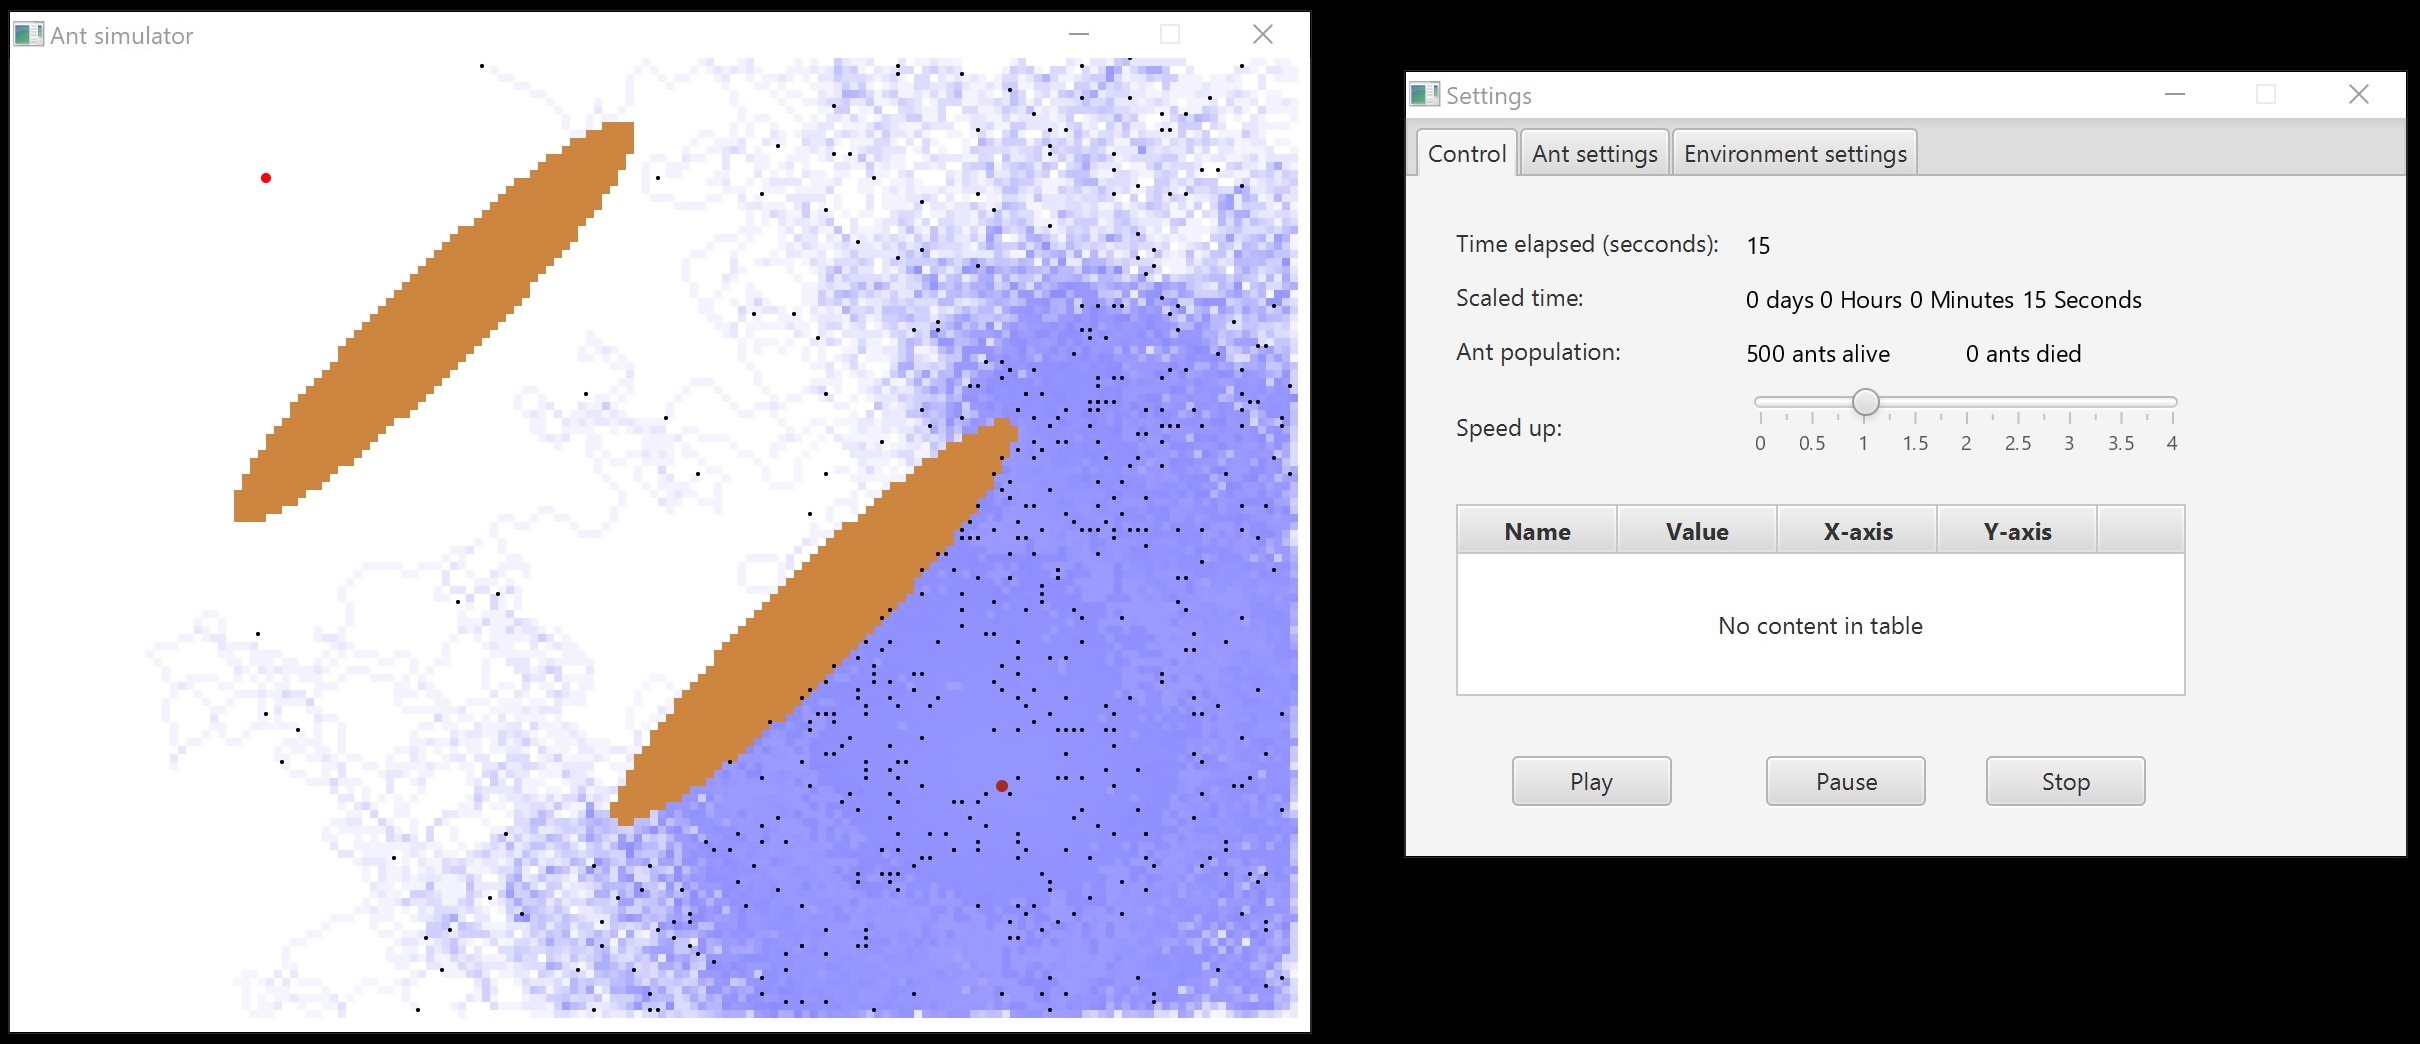 Ant simulator
Settings
Control Ant settings Environment settings
Time elapsed (secconds): 15
Scaled time: 0 days 0 Hours 0 Minutes 15 Seconds
Ant population: 500 ants alive 0 ants died
Speed up:
0 0.5 1 1.5 2 2.5 3 3.5 4
Name Value X-axis Y-axis
No content in table
Play Pause Stop